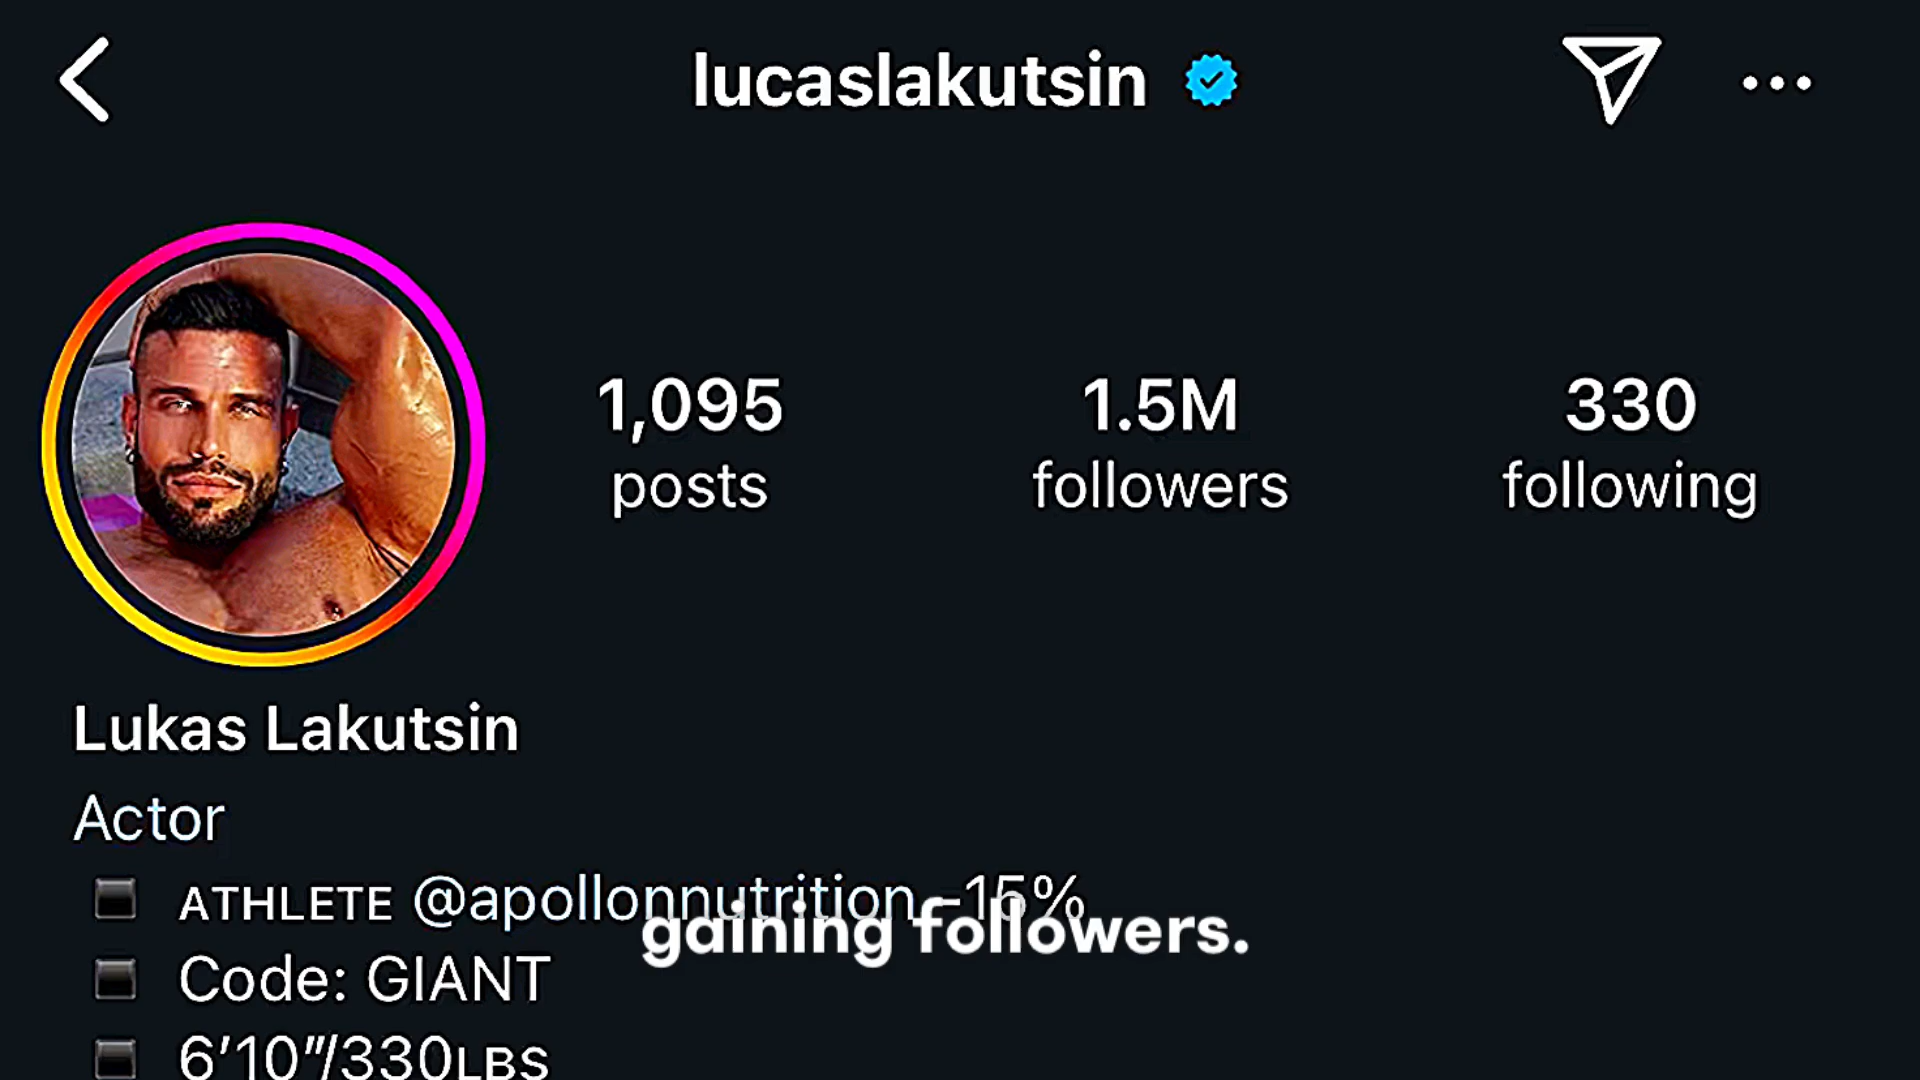 lucaslakutsin
1,095
posts
1.5M
followers
330
following
Lukas Lakutsin
Actor
ATHLETE @apollonnutrition -15%
gaining followers.
Code: GIANT
6’10”/330LBS